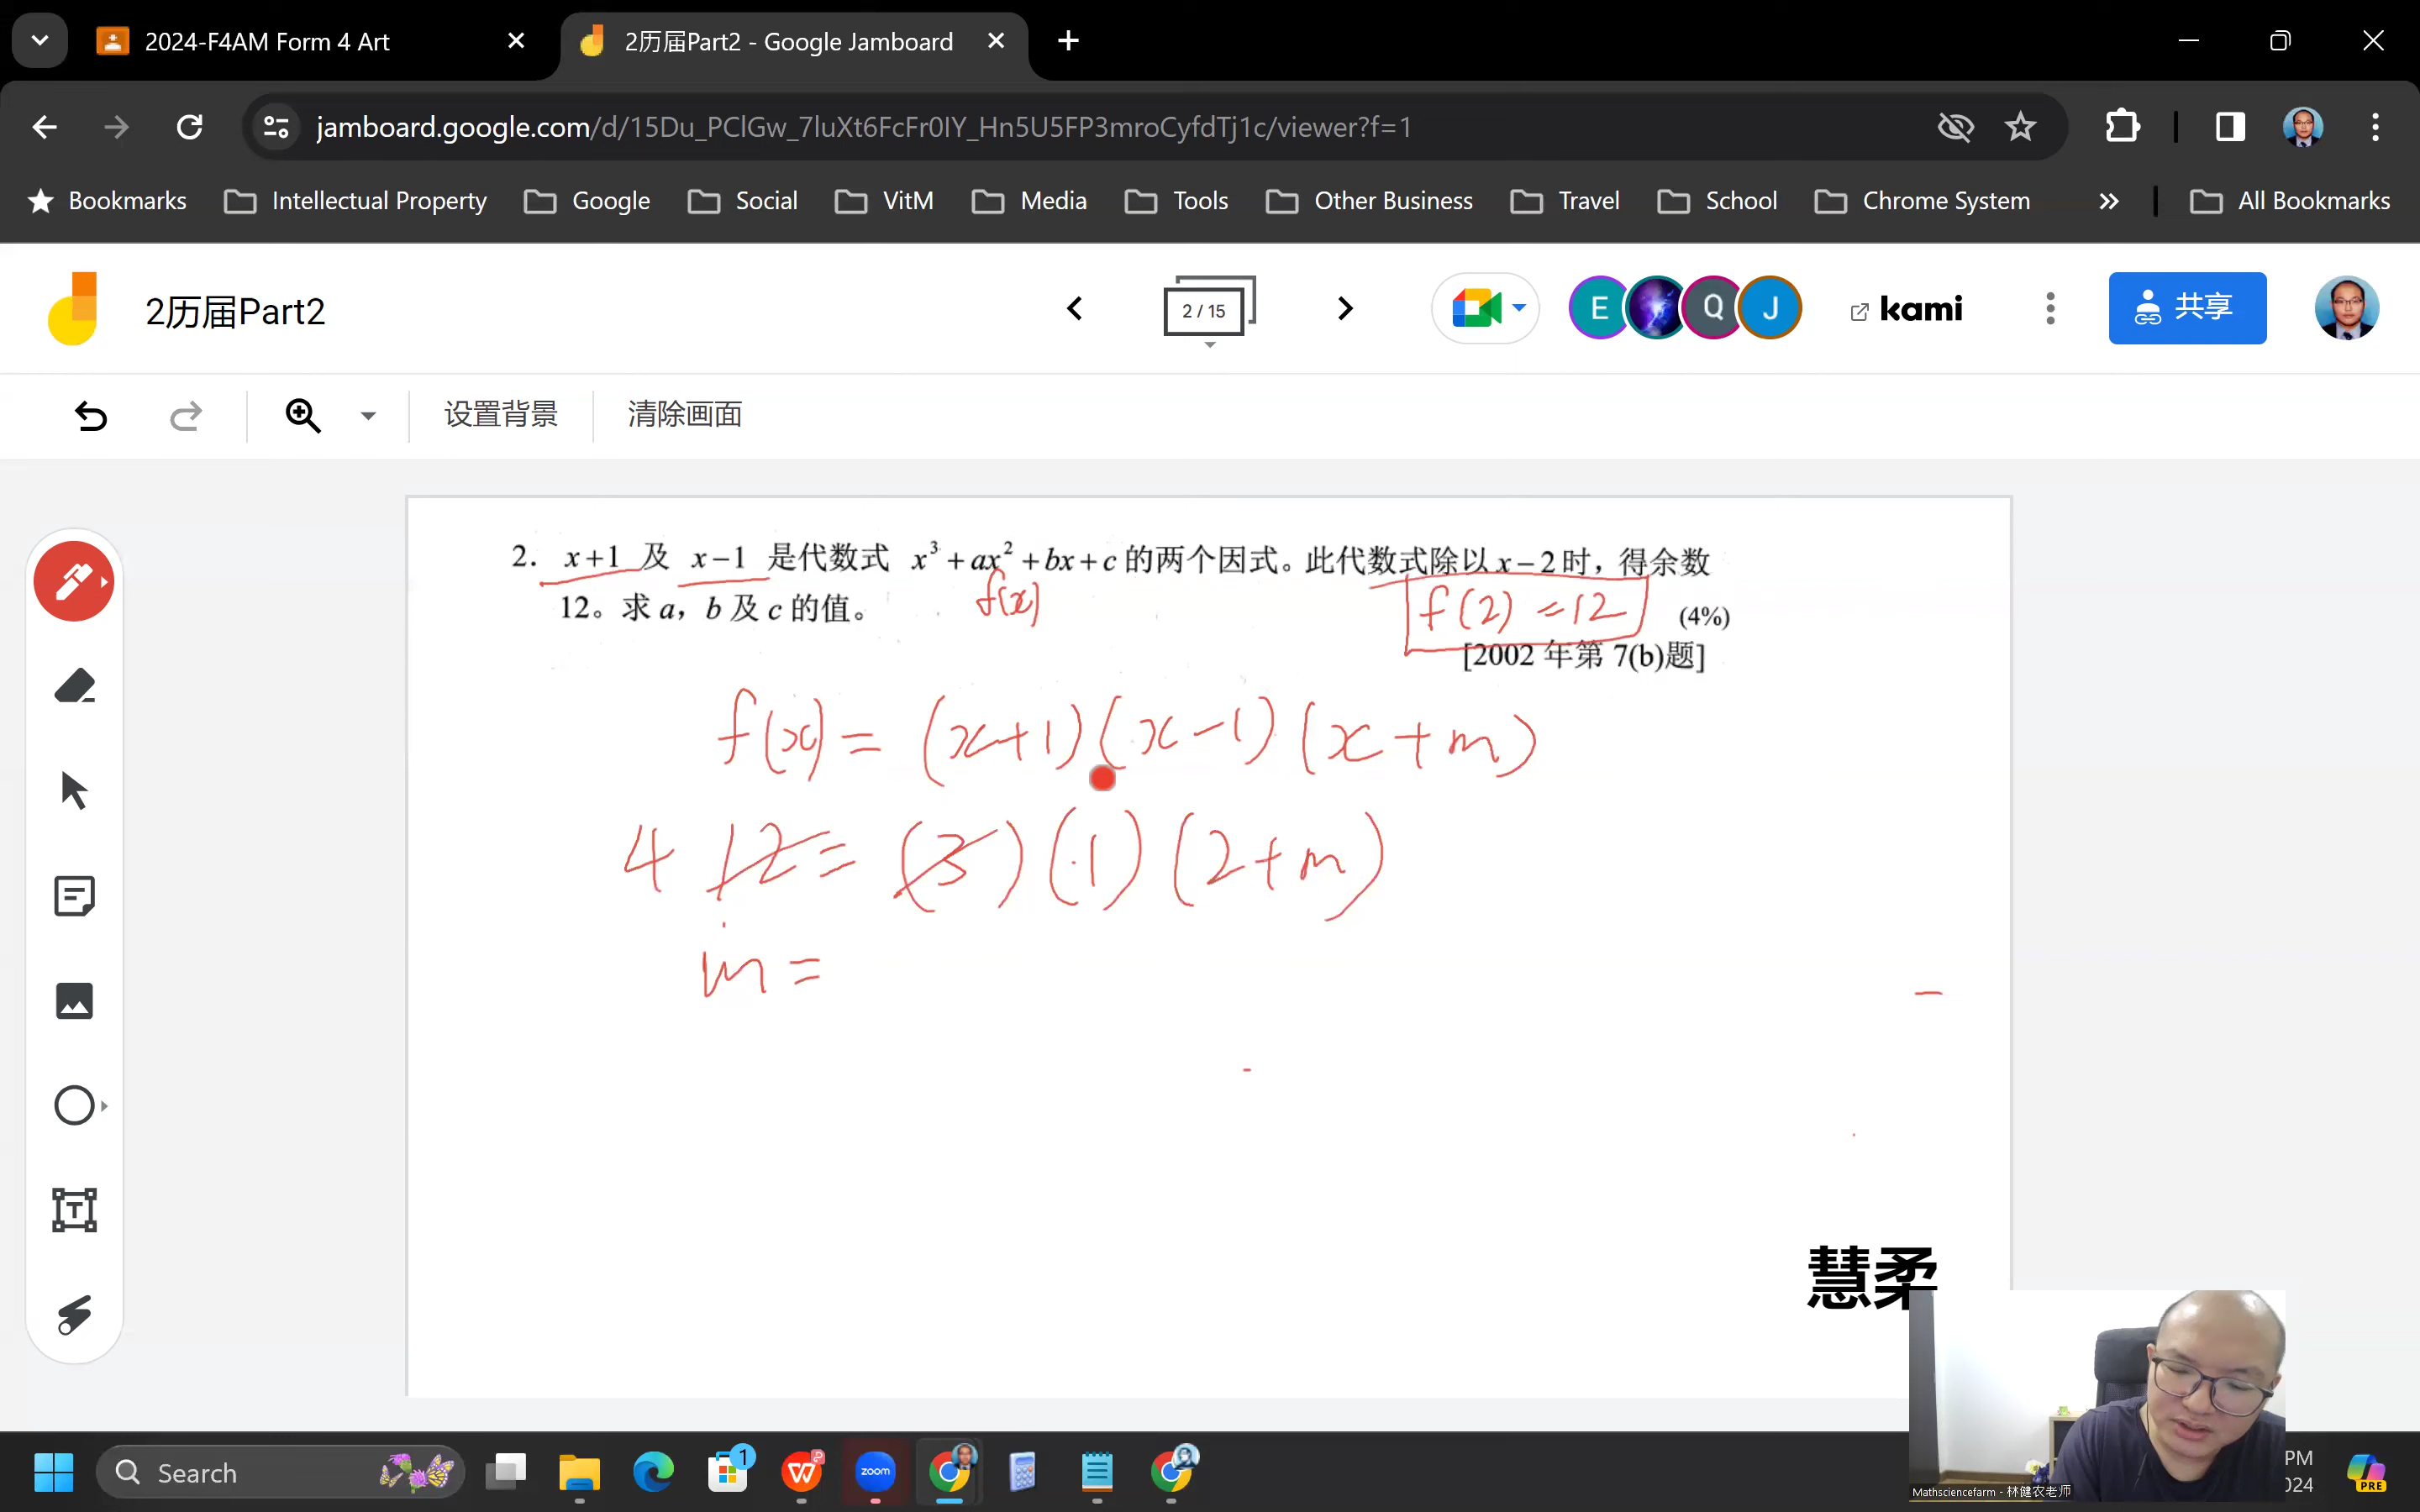 2024-F4AM Form 4 Art
2历届Part2 - Google Jamboard
jamboard.google.com/d/15Du_PClGw_7luXt6FcFr0IY_Hn5U5FP3mroCyfdTj1c/viewer?f=1
Bookmarks Intellectual Property Google Social VitM Media Tools Other Business Travel School Chrome System All Bookmarks
2历届Part2 2 / 15 E Q J kami 共享
设置背景 清除画面
2. x+1 及 x−1 是代数式 x³+ax²+bx+c 的两个因式。此代数式除以 x−2 时，得余数
12。求 a，b 及 c 的值。 f(x) f(2) = 12 (4%)
[2002 年第 7(b)题]
f(x) = (x+1)(x-1)(x+m)
4 12 = (3)(1)(2+m)
m =
慧柔
Mathsciencefarm - 林健农老师
Search 1 zoom PM
024 PRE